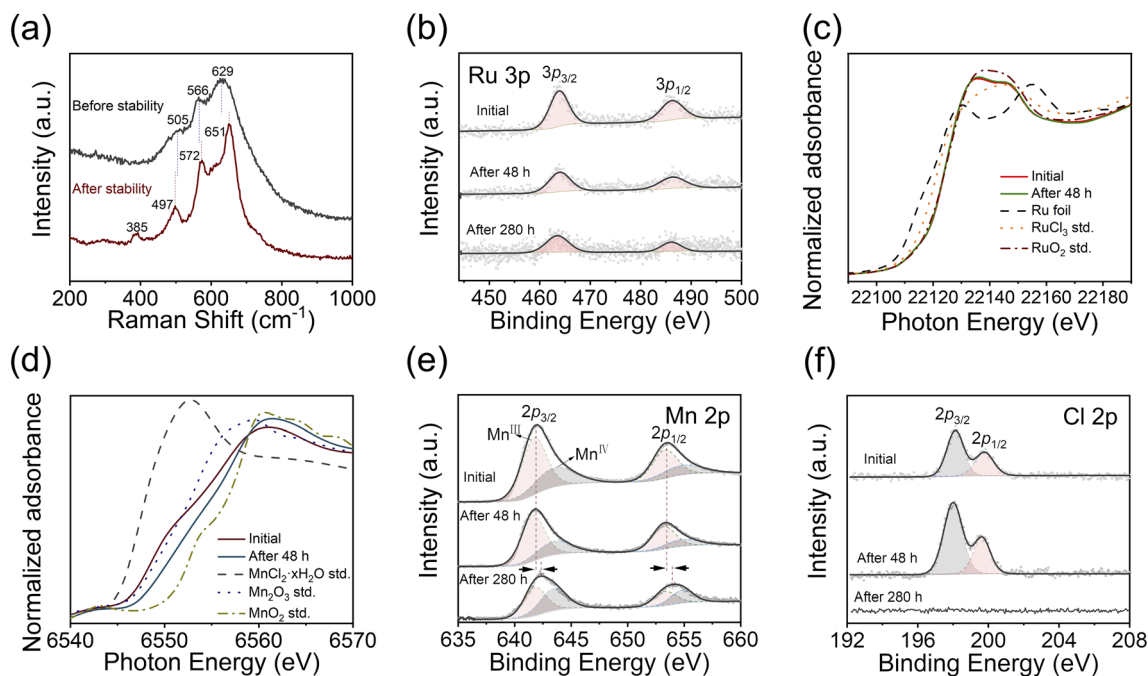 (a)
629
566
505
Before stability
651
572
After stability
497
385
200 400 600 800 1000
Raman Shift (cm⁻¹)
Intensity (a.u.)
(b)
Ru 3p
3p₃/₂
3p₁/₂
Initial
After 48 h
After 280 h
450 460 470 480 490 500
Binding Energy (eV)
Intensity (a.u.)
(c)
Initial
After 48 h
Ru foil
RuCl₃ std.
RuO₂ std.
22100 22120 22140 22160 22180
Photon Energy (eV)
Normalized adsorbance
(d)
Initial
After 48 h
MnCl₂·xH₂O std.
Mn₂O₃ std.
MnO₂ std.
6540 6550 6560 6570
Photon Energy (eV)
Normalized adsorbance
(e)
Mn 2p
2p₃/₂
Mn^III
Mn^IV
2p₁/₂
Initial
After 48 h
After 280 h
635 640 645 650 655 660
Binding Energy (eV)
Intensity (a.u.)
(f)
Cl 2p
2p₃/₂
2p₁/₂
Initial
After 48 h
After 280 h
192 196 200 204 208
Binding Energy (eV)
Intensity (a.u.)